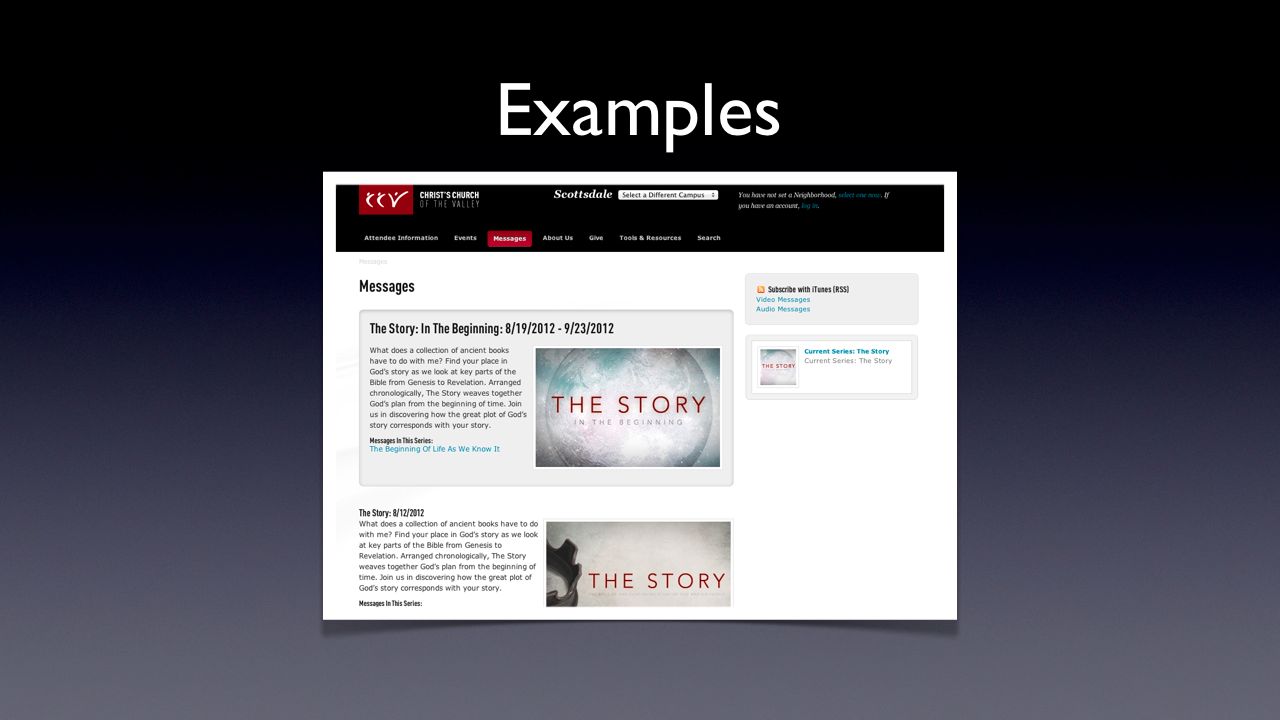 Examples
CHRIST'S CHURCH
OF THE VALLEY
Scottsdale
Select a Different Campus
You have not set a Neighborhood, select one now. If
you have an account, log in.
Attendee Information
Events
Messages
About Us
Give
Tools & Resources
Search
Messages
Messages
The Story: In The Beginning: 8/19/2012 - 9/23/2012
What does a collection of ancient books
have to do with me? Find your place in
God's story as we look at key parts of the
Bible from Genesis to Revelation. Arranged
chronologically, The Story weaves together
God's plan from the beginning of time. Join
us in discovering how the great plot of God's
story corresponds with your story.
Messages In This Series:
The Beginning Of Life As We Know It
THE STORY
IN THE BEGINNING
The Story: 8/12/2012
What does a collection of ancient books have to do
with me? Find your place in God's story as we look
at key parts of the Bible from Genesis to
Revelation. Arranged chronologically, The Story
weaves together God's plan from the beginning of
time. Join us in discovering how the great plot of
God's story corresponds with your story.
Messages In This Series:
THE STORY
Subscribe with iTunes (RSS)
Video Messages
Audio Messages
THE STORY
Current Series: The Story
Current Series: The Story